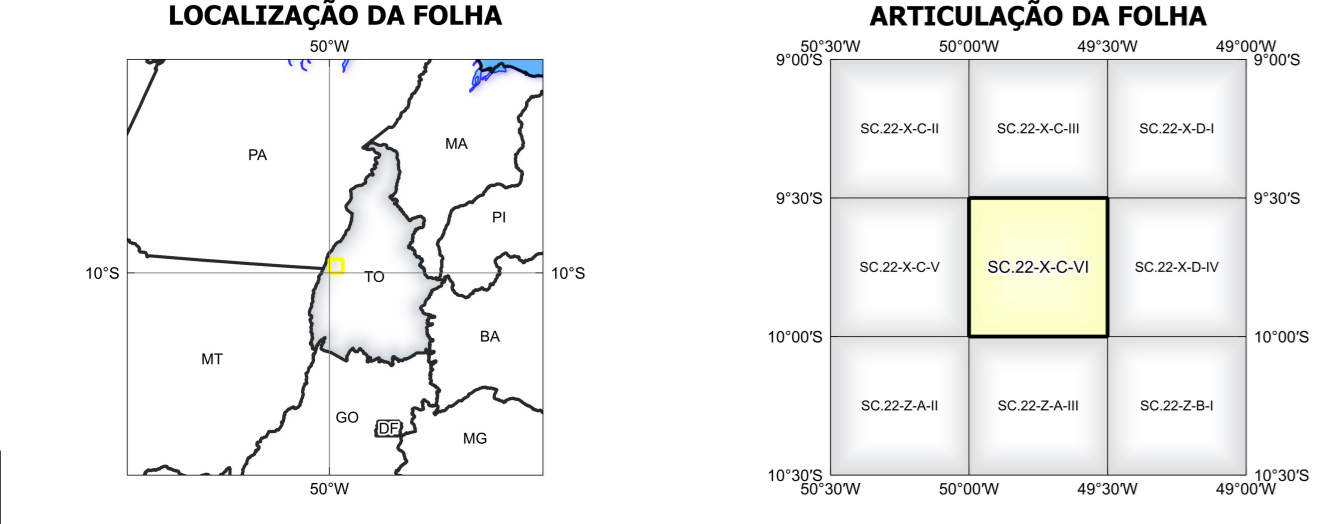 LOCALIZAÇÃO DA FOLHA
50°W
PA
MA
PI
10°S
TO
10°S
BA
MT
GO
DF
MG
50°W
ARTICULAÇÃO DA FOLHA
50°30'W 50°00'W 49°30'W 49°00'W
9°00'S 9°00'S
SC.22-X-C-II SC.22-X-C-III SC.22-X-D-I
9°30'S 9°30'S
SC.22-X-C-V SC.22-X-C-VI SC.22-X-D-IV
10°00'S 10°00'S
SC.22-Z-A-II SC.22-Z-A-III SC.22-Z-B-I
10°30'S 10°30'S
50°30'W 50°00'W 49°30'W 49°00'W